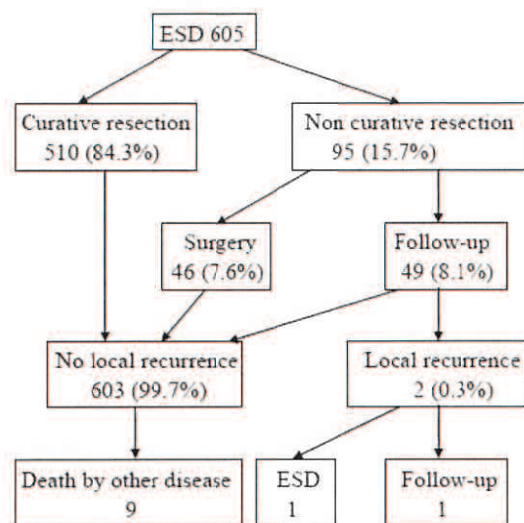 ESD 605
Curative resection
510 (84.3%)
Non curative resection
95 (15.7%)
Surgery
46 (7.6%)
Follow-up
49 (8.1%)
No local recurrence
603 (99.7%)
Local recurrence
2 (0.3%)
Death by other disease
9
ESD
1
Follow-up
1